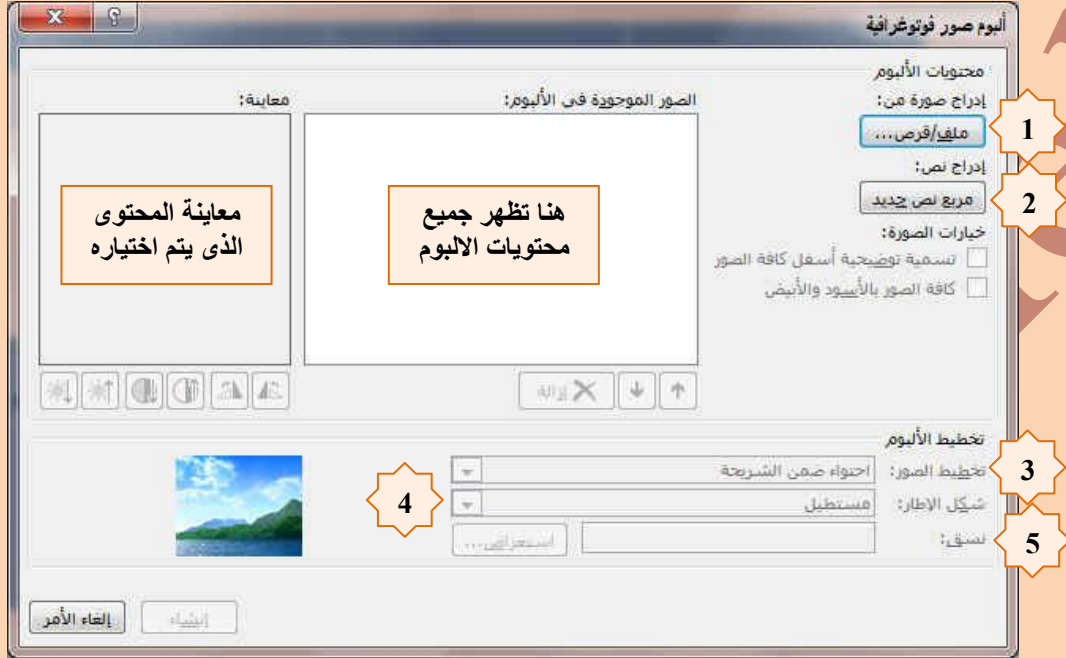 ألبوم صور فوتوغرافية
محتويات الألبوم
إدراج صورة من:
الصور الموجودة في الألبوم:
معاينة:
ملف/قرص...
1
إدراج نص:
مربع نص جديد
2
خيارات الصورة:
تسمية توضيحية أسفل كافة الصور
كافة الصور بالأسود والأبيض
هنا تظهر جميع
محتويات الالبوم
معاينة المحتوى
الذى يتم اختياره
إزالة
تخطيط الألبوم
تخطيط الصور:
احتواء ضمن الشريحة
3
شكل الإطار:
مستطيل
4
نسق:
استعراض...
5
إنشاء
إلغاء الأمر